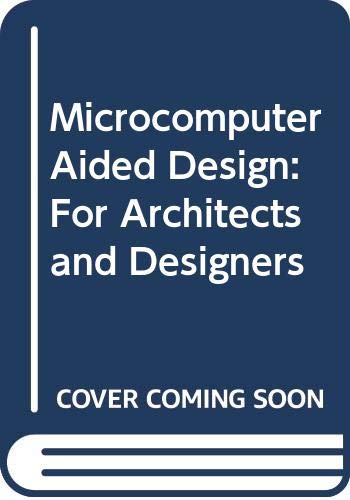 Microcomputer
Aided Design:
For Architects
and Designers
COVER COMING SOON